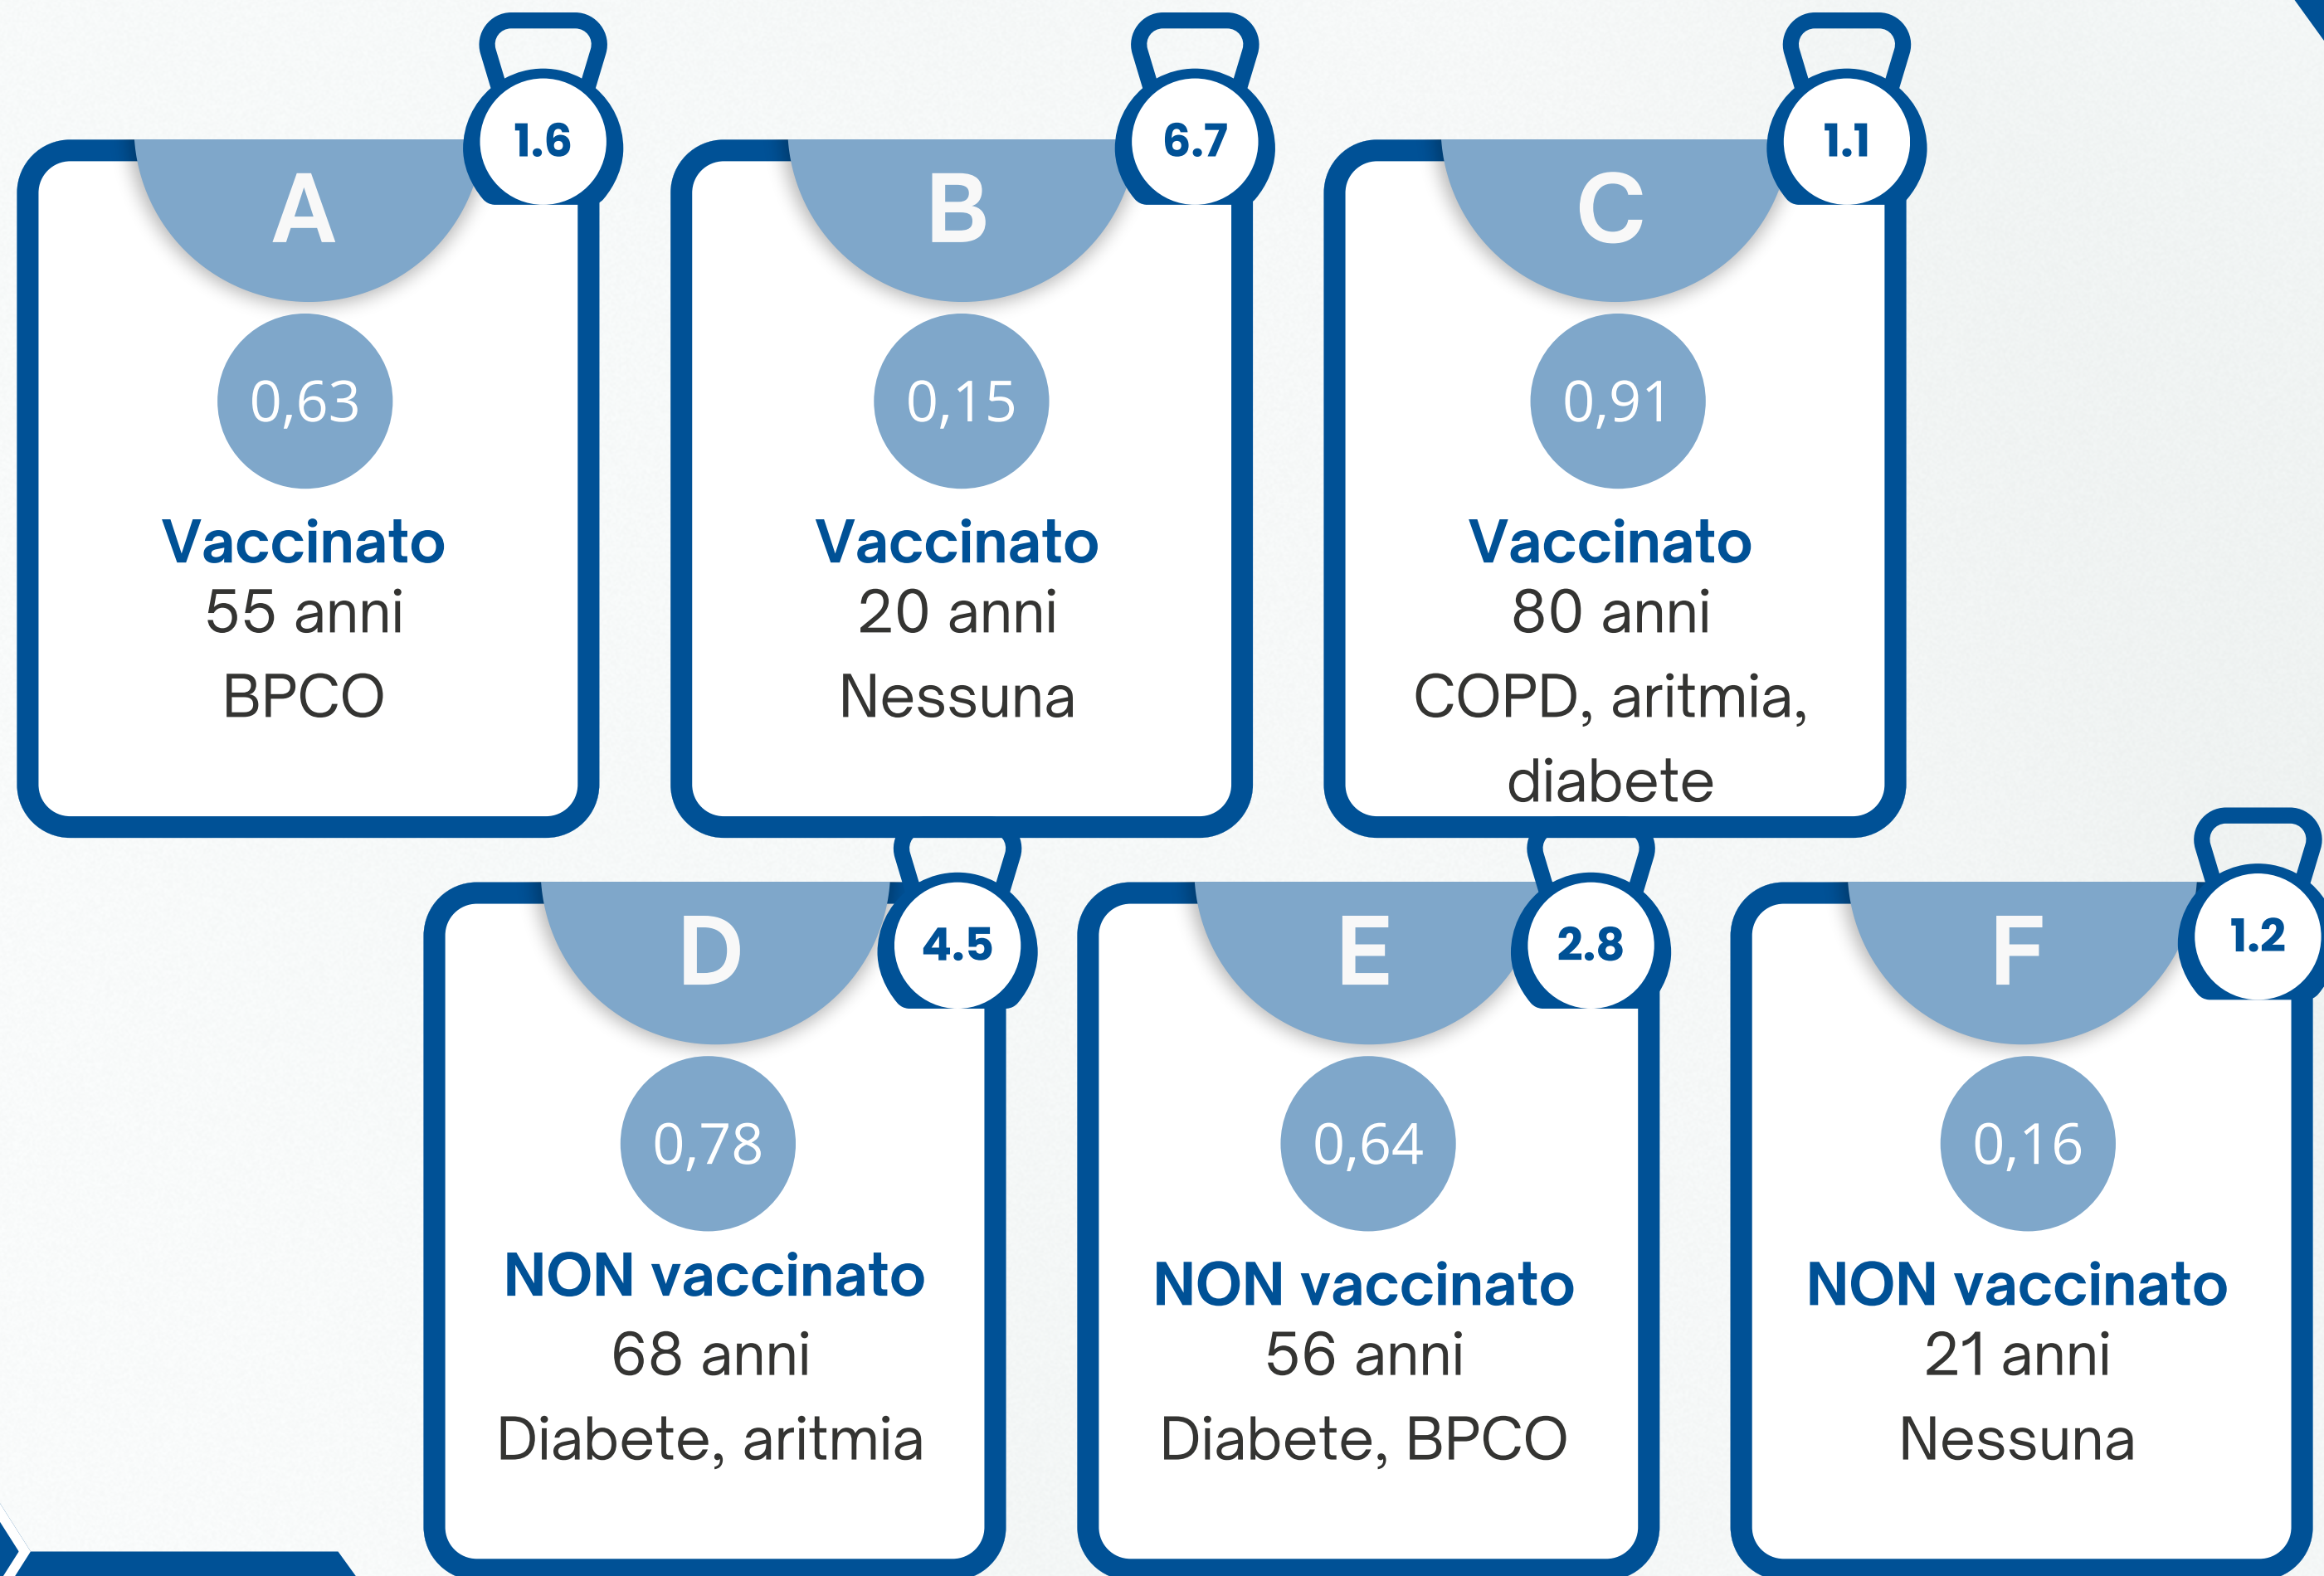 1.6
A
0,63
Vaccinato
55 anni
BPCO
6.7
B
0,15
Vaccinato
20 anni
Nessuna
1.1
C
0,91
Vaccinato
80 anni
COPD, aritmia,
diabete
4.5
D
0,78
NON vaccinato
68 anni
Diabete, aritmia
2.8
E
0,64
NON vaccinato
56 anni
Diabete, BPCO
1.2
F
0,16
NON vaccinato
21 anni
Nessuna